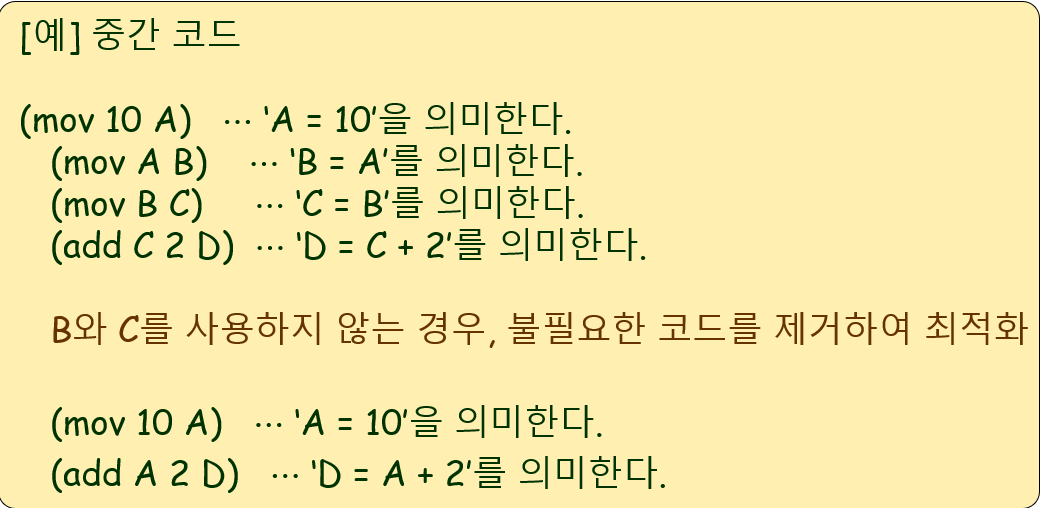 [예] 중간 코드
(mov 10 A) … ‘A = 10’을 의미한다.
(mov A B) … ‘B = A’를 의미한다.
(mov B C) … ‘C = B’를 의미한다.
(add C 2 D) … ‘D = C + 2’를 의미한다.
B와 C를 사용하지 않는 경우, 불필요한 코드를 제거하여 최적화
(mov 10 A) … ‘A = 10’을 의미한다.
(add A 2 D) … ‘D = A + 2’를 의미한다.